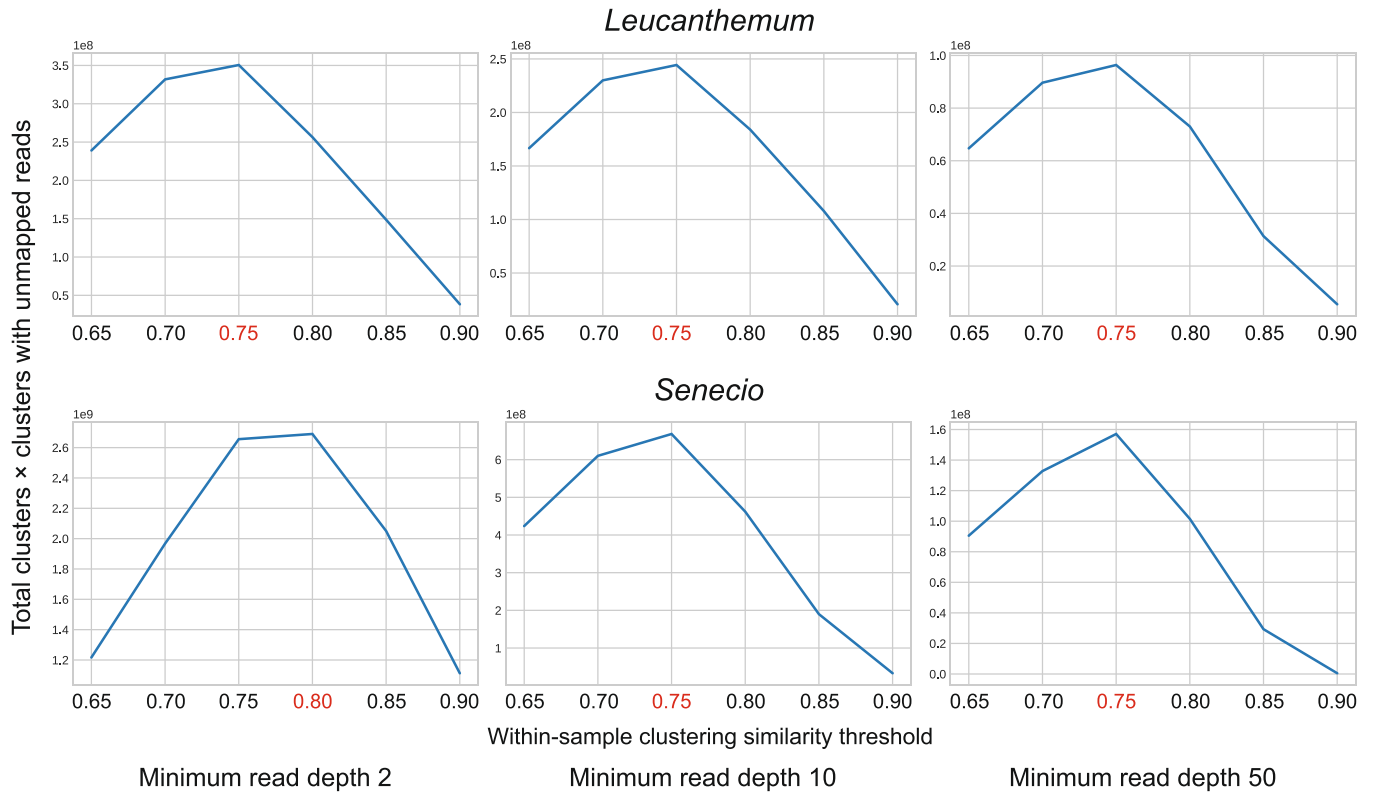 Leucanthemum
Total clusters × clusters with unmapped reads
1e8
3.5
3.0
2.5
2.0
1.5
1.0
0.5
0.65 0.70 0.75 0.80 0.85 0.90
1e8
2.5
2.0
1.5
1.0
0.5
0.65 0.70 0.75 0.80 0.85 0.90
1e8
1.0
0.8
0.6
0.4
0.2
0.65 0.70 0.75 0.80 0.85 0.90
Senecio
1e9
2.6
2.4
2.2
2.0
1.8
1.6
1.4
1.2
0.65 0.70 0.75 0.80 0.85 0.90
1e8
6
5
4
3
2
1
0.65 0.70 0.75 0.80 0.85 0.90
1e8
1.6
1.4
1.2
1.0
0.8
0.6
0.4
0.2
0.0
0.65 0.70 0.75 0.80 0.85 0.90
Within-sample clustering similarity threshold
Minimum read depth 2
Minimum read depth 10
Minimum read depth 50